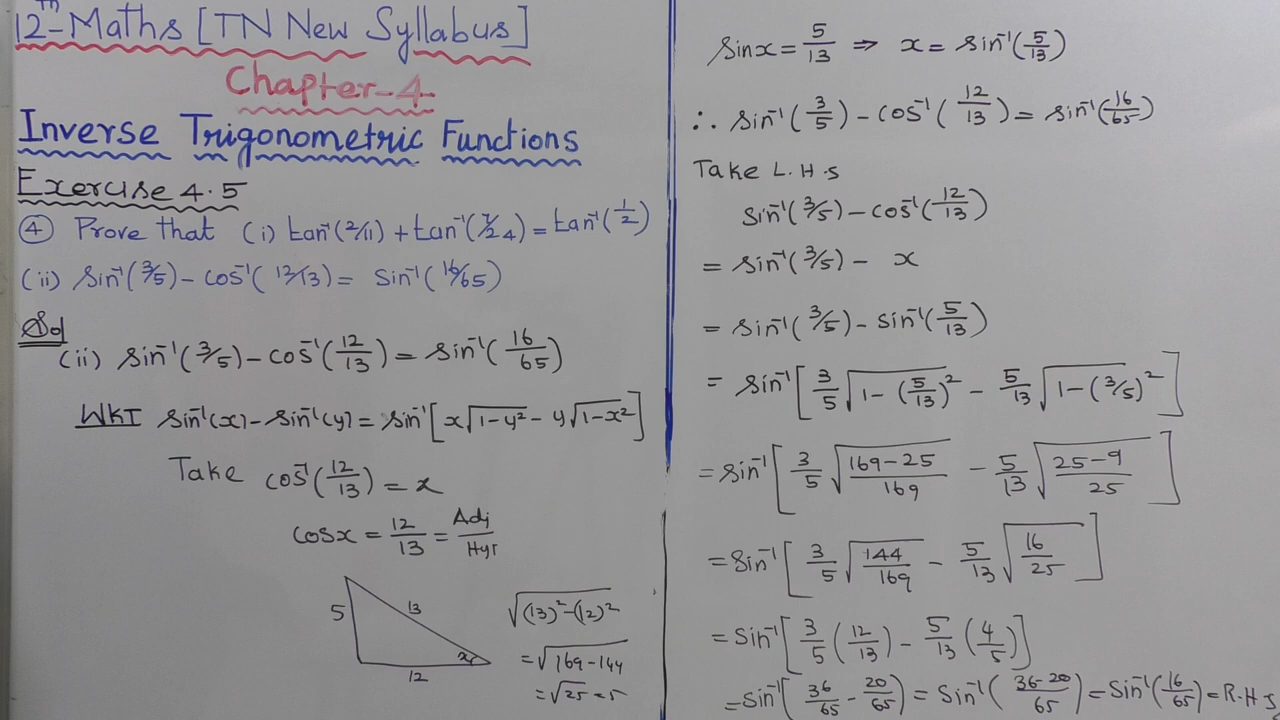 12th Maths [TN New Syllabus]
Chapter-4
Inverse Trigonometric Functions
Exercise 4.5
④ Prove that (i) tan⁻¹(2/11) + tan⁻¹(7/24) = tan⁻¹(1/2)
(ii) sin⁻¹(3/5) - cos⁻¹(12/13) = sin⁻¹(16/65)
Sol
(ii) sin⁻¹(3/5) - cos⁻¹(12/13) = sin⁻¹(16/65)
WKT sin⁻¹(x) - sin⁻¹(y) = sin⁻¹[x√(1-y²) - y√(1-x²)]
Take cos⁻¹(12/13) = x
cosx = 12/13 = Adj/Hyp
5 13 x 12
√((13)²-(12)²)
= √(169-144)
= √25 = 5
sinx = 5/13 ⇒ x = sin⁻¹(5/13)
∴ sin⁻¹(3/5) - cos⁻¹(12/13) = sin⁻¹(16/65)
Take L.H.S
sin⁻¹(3/5) - cos⁻¹(12/13)
= sin⁻¹(3/5) - x
= sin⁻¹(3/5) - sin⁻¹(5/13)
= sin⁻¹[3/5 √(1-(5/13)²) - 5/13 √(1-(3/5)²)]
= sin⁻¹[3/5 √((169-25)/169) - 5/13 √((25-9)/25)]
= sin⁻¹[3/5 √(144/169) - 5/13 √(16/25)]
= sin⁻¹[3/5 (12/13) - 5/13 (4/5)]
= sin⁻¹(36/65 - 20/65) = sin⁻¹((36-20)/65) = sin⁻¹(16/65) = R.H.S